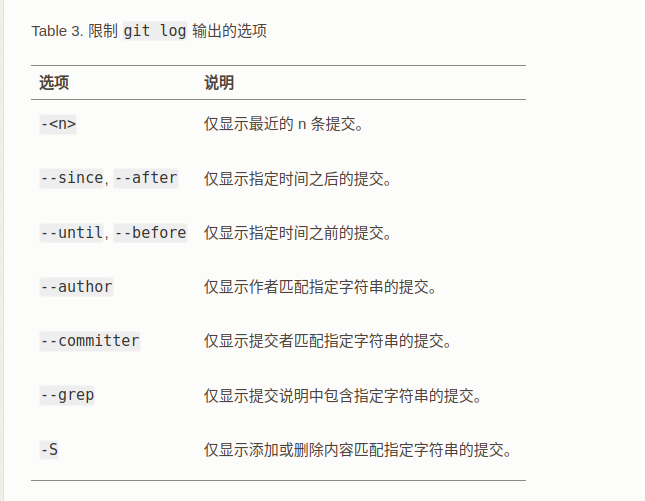 Table 3. 限制 git log 输出的选项
选项 说明
-<n> 仅显示最近的 n 条提交。
--since, --after 仅显示指定时间之后的提交。
--until, --before 仅显示指定时间之前的提交。
--author 仅显示作者匹配指定字符串的提交。
--committer 仅显示提交者匹配指定字符串的提交。
--grep 仅显示提交说明中包含指定字符串的提交。
-S 仅显示添加或删除内容匹配指定字符串的提交。